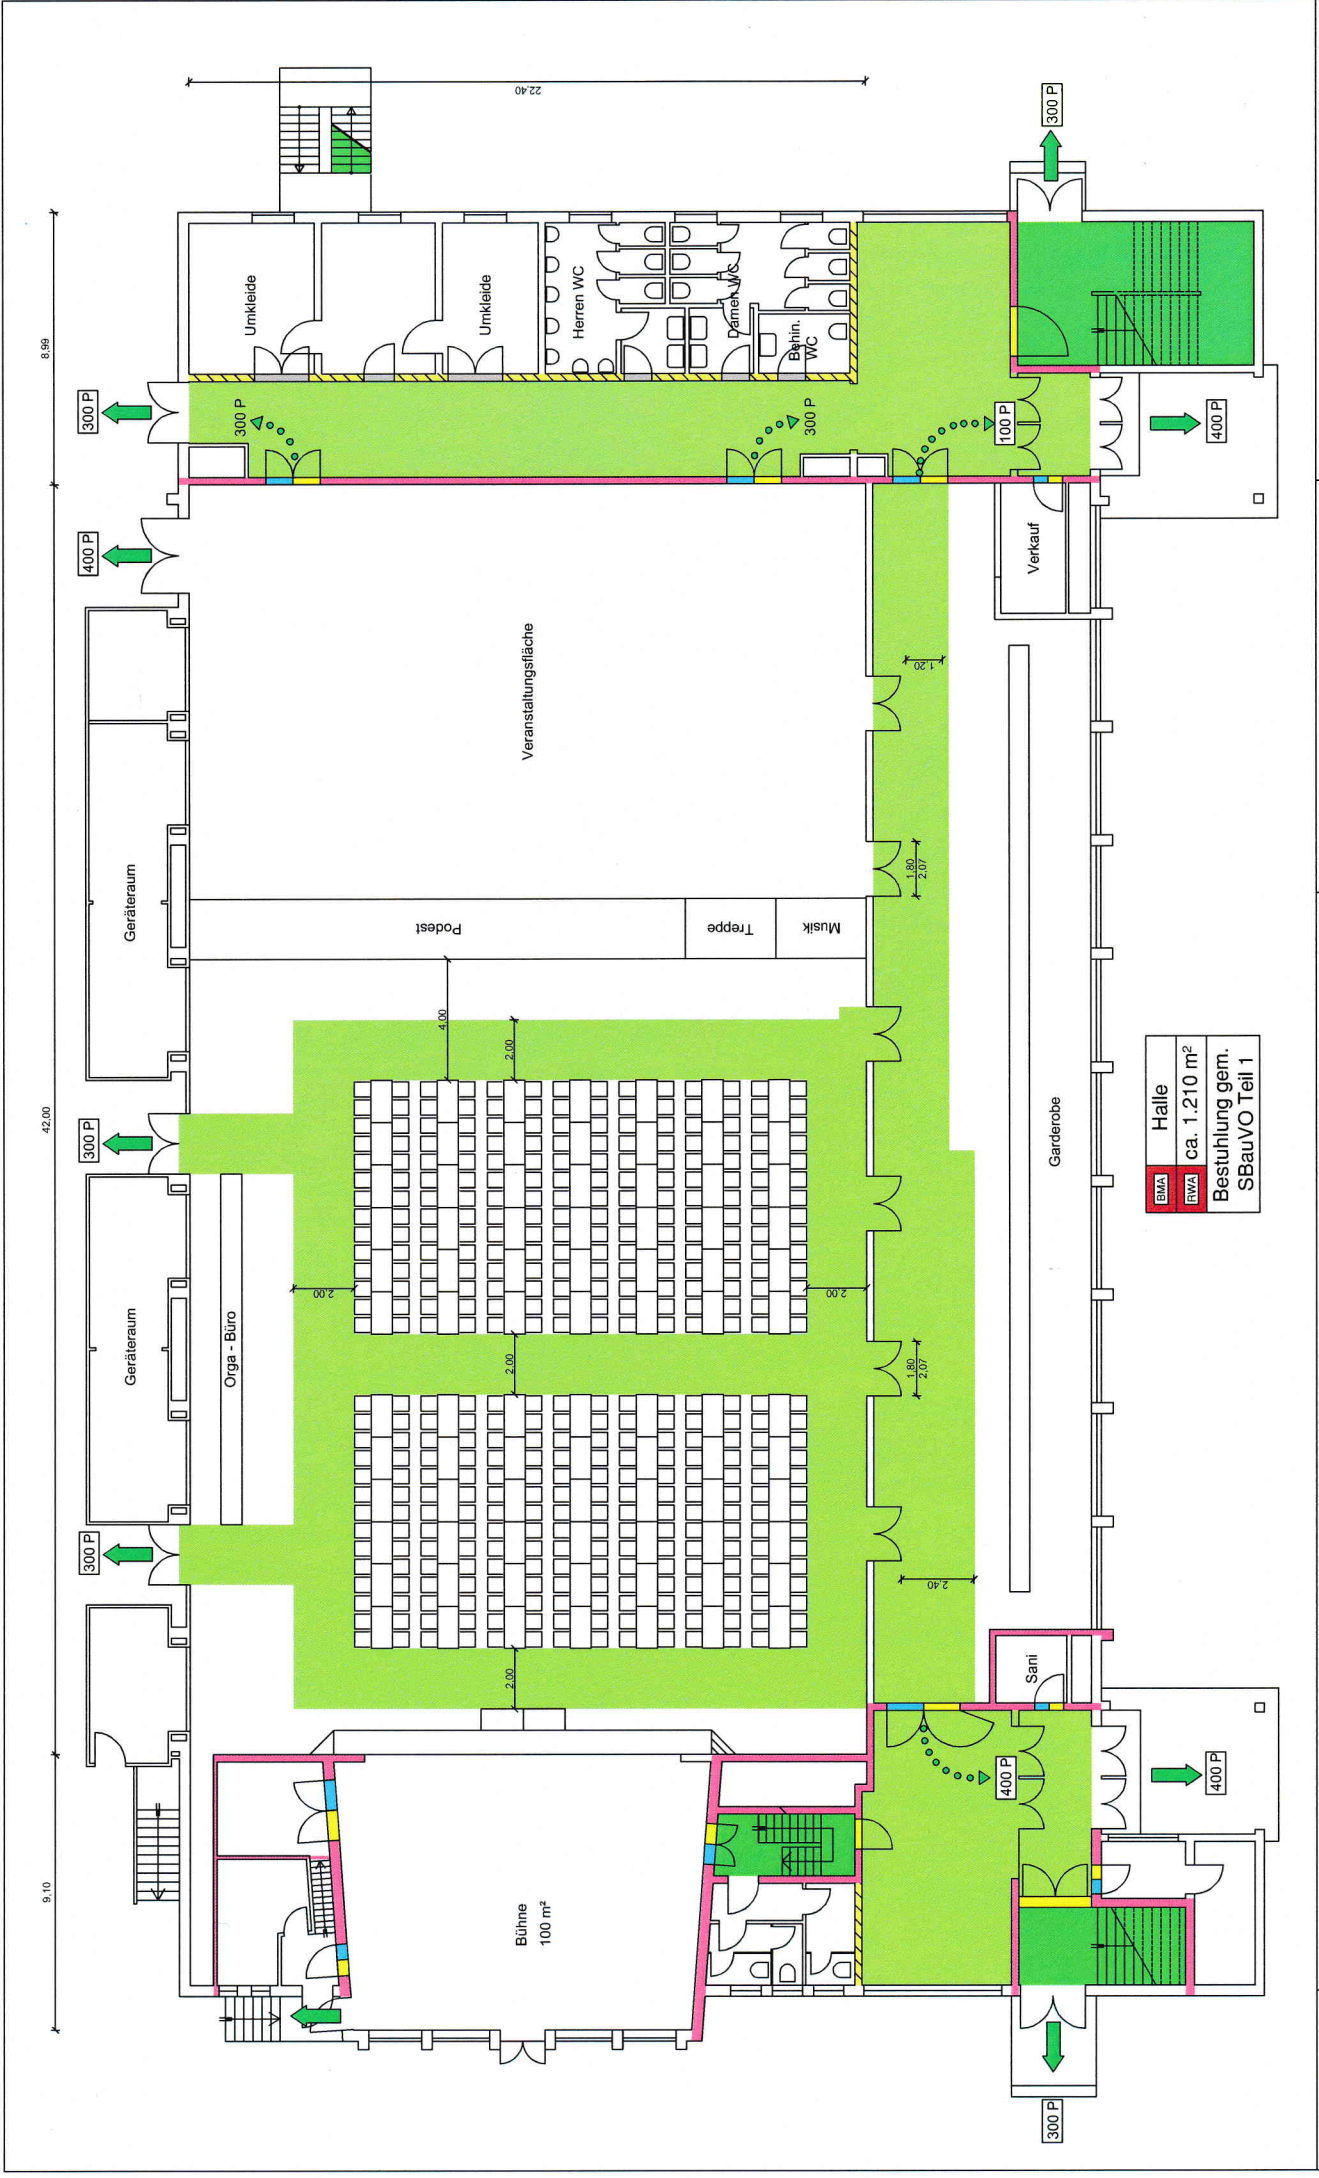 22,40
300 P
8,99
Umkleide
Umkleide
Herren WC
Damen WC
Behin.
WC
300 P
300 P
300 P
100 P
400 P
400 P
Verkauf
Veranstaltungsfläche
1,20
Geräteraum
1,80
2,07
Podest
Treppe
Musik
4,00
2,00
42,00
300 P
Garderobe
BMA
Halle
RWA
ca. 1.210 m²
Bestuhlung gem.
SBauVO Teil 1
2,00
2,00
Geräteraum
Orga - Büro
2,00
1,80
2,07
300 P
2,40
2,00
Sani
400 P
400 P
9,10
Bühne
100 m²
300 P